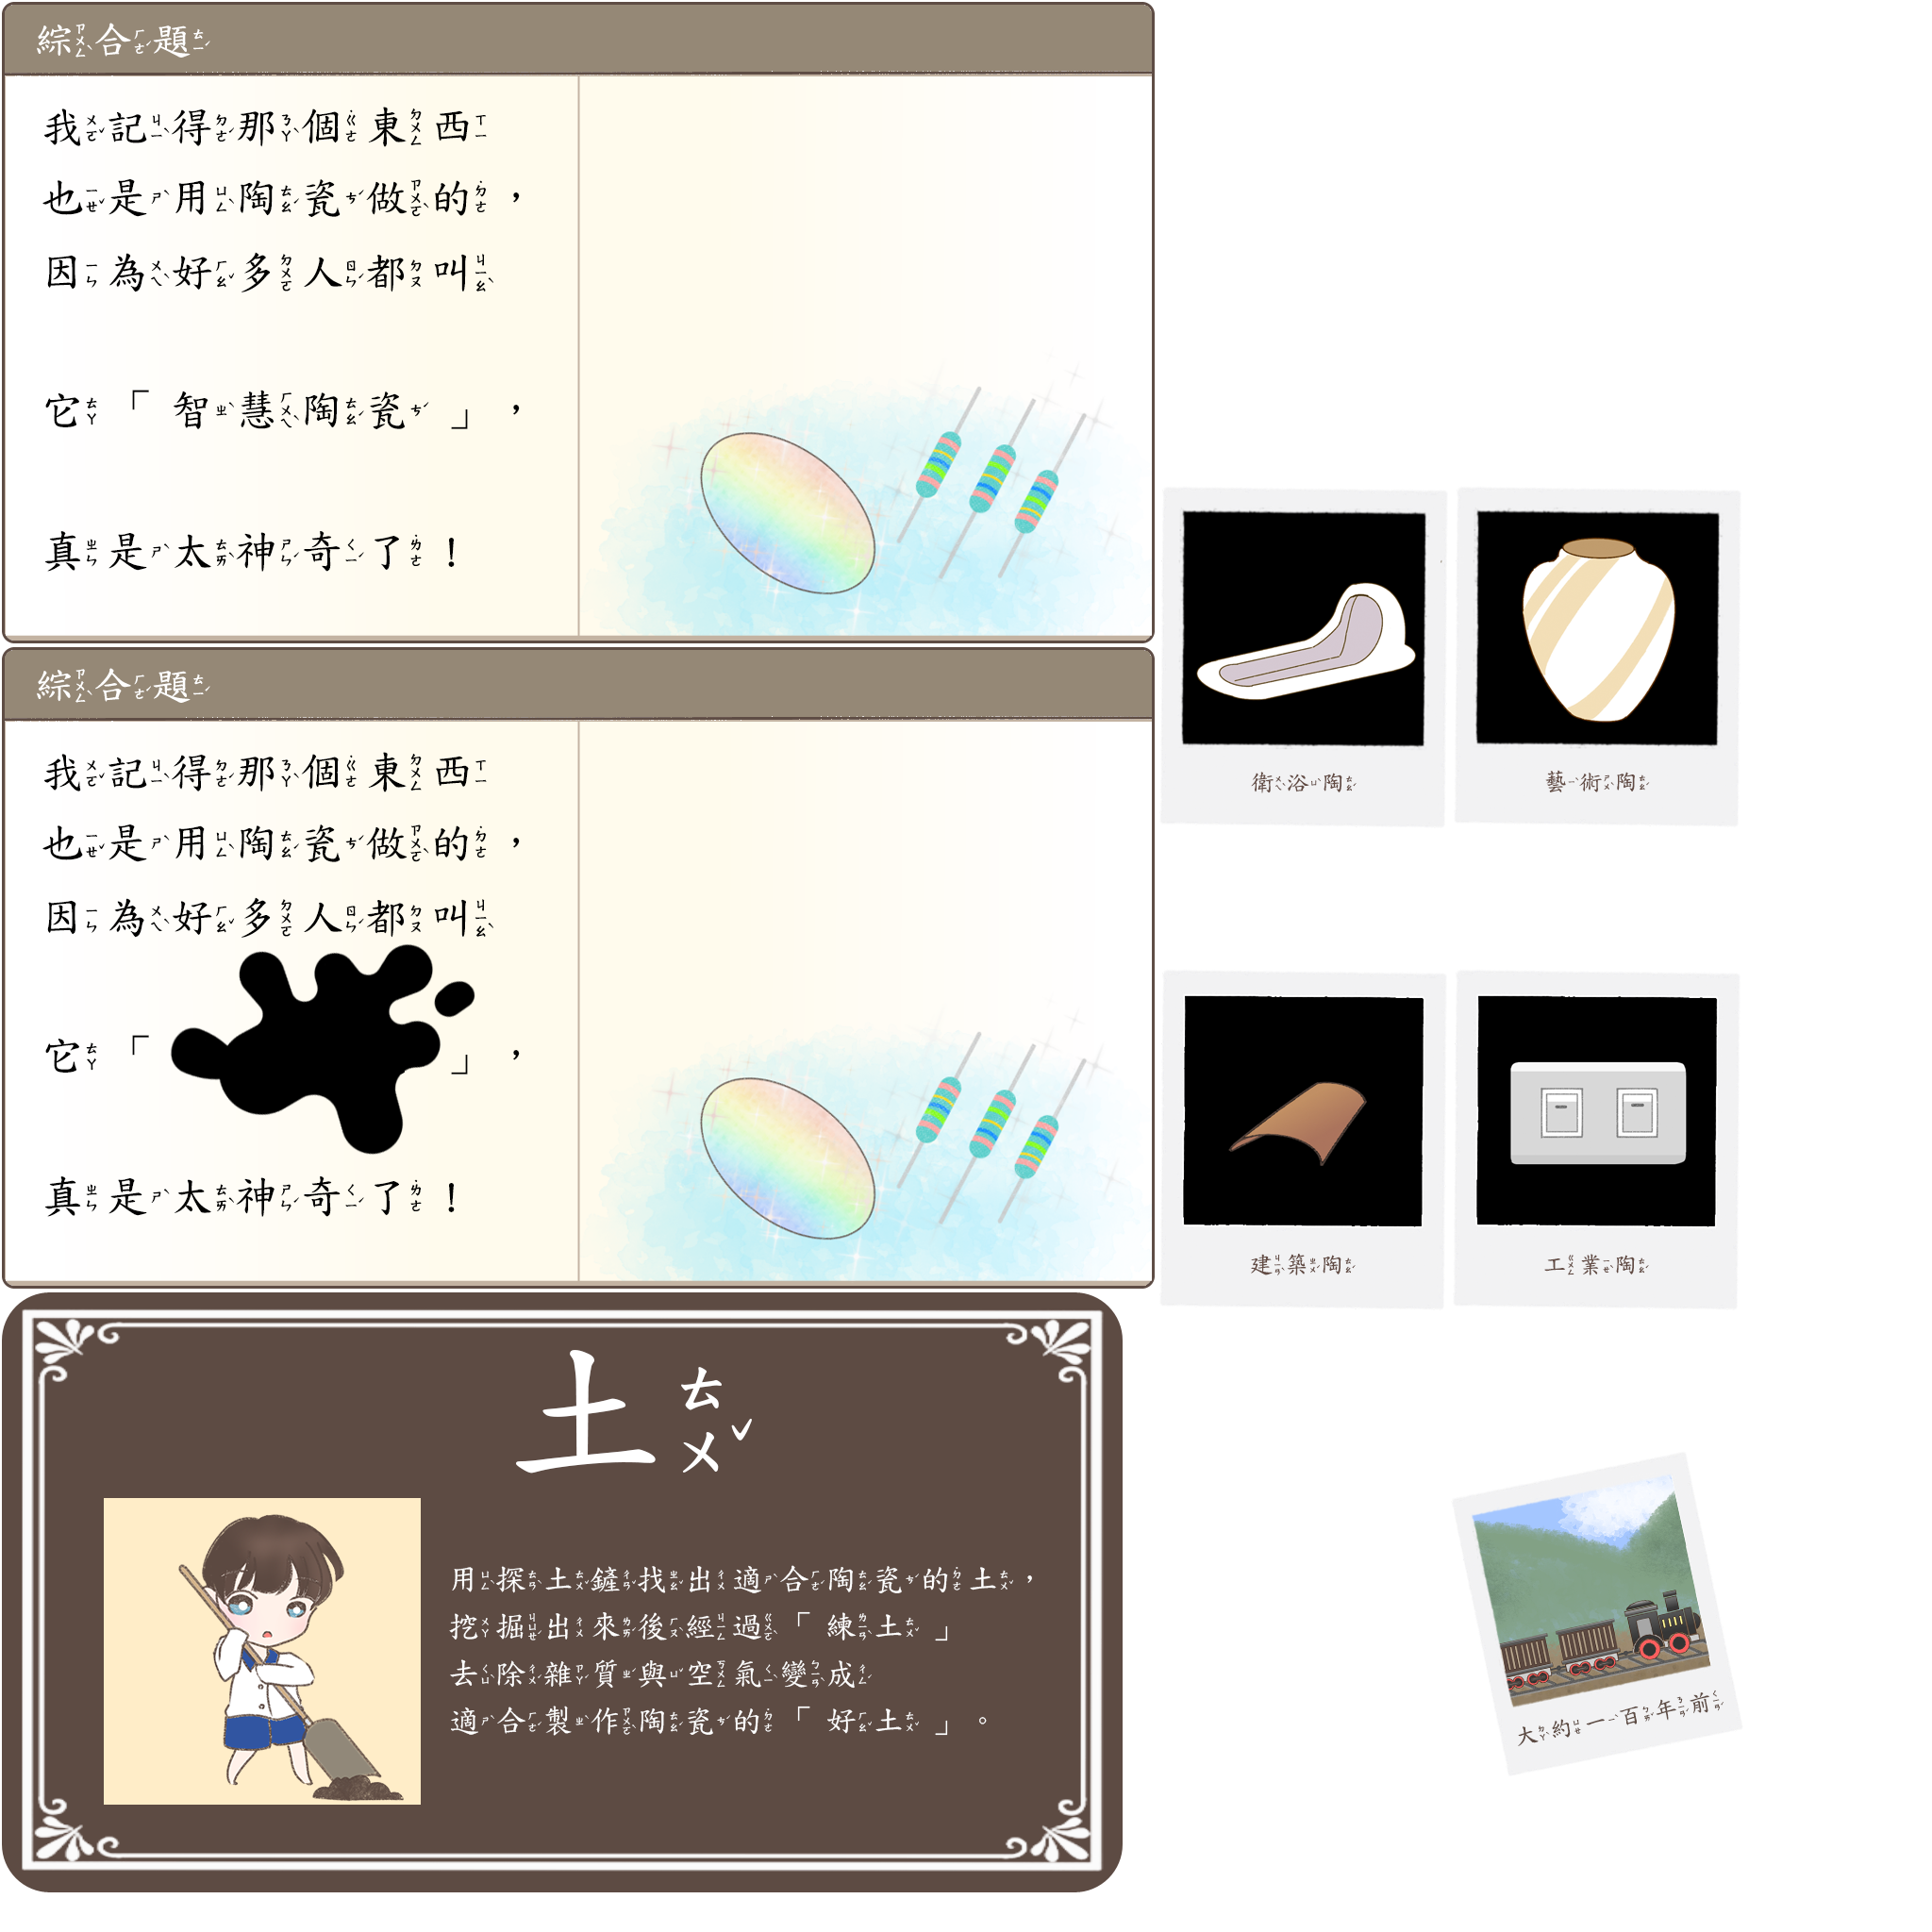 綜合題
我記得那個東西
也是用陶瓷做的，
因為好多人都叫
它「智慧陶瓷」，
真是太神奇了！
綜合題
我記得那個東西
也是用陶瓷做的，
因為好多人都叫
它「 」，
真是太神奇了！
衛浴陶
藝術陶
建築陶
工業陶
土
用探土鏟找出適合陶瓷的土，
挖掘出來後經過「練土」
去除雜質與空氣變成
適合製作陶瓷的「好土」。
大約一百年前